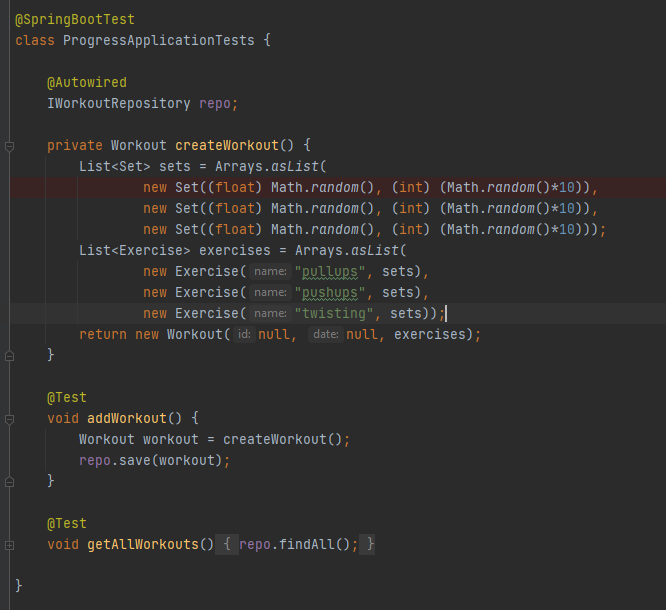 @SpringBootTest
class ProgressApplicationTests {
@Autowired
IWorkoutRepository repo;
private Workout createWorkout() {
List<Set> sets = Arrays.asList(
new Set((float) Math.random(), (int) (Math.random()*10)),
new Set((float) Math.random(), (int) (Math.random()*10)),
new Set((float) Math.random(), (int) (Math.random()*10)));
List<Exercise> exercises = Arrays.asList(
new Exercise( name: "pullups", sets),
new Exercise( name: "pushups", sets),
new Exercise( name: "twisting", sets));
return new Workout( id: null, date: null, exercises);
}
@Test
void addWorkout() {
Workout workout = createWorkout();
repo.save(workout);
}
@Test
void getAllWorkouts() { repo.findAll(); }
}